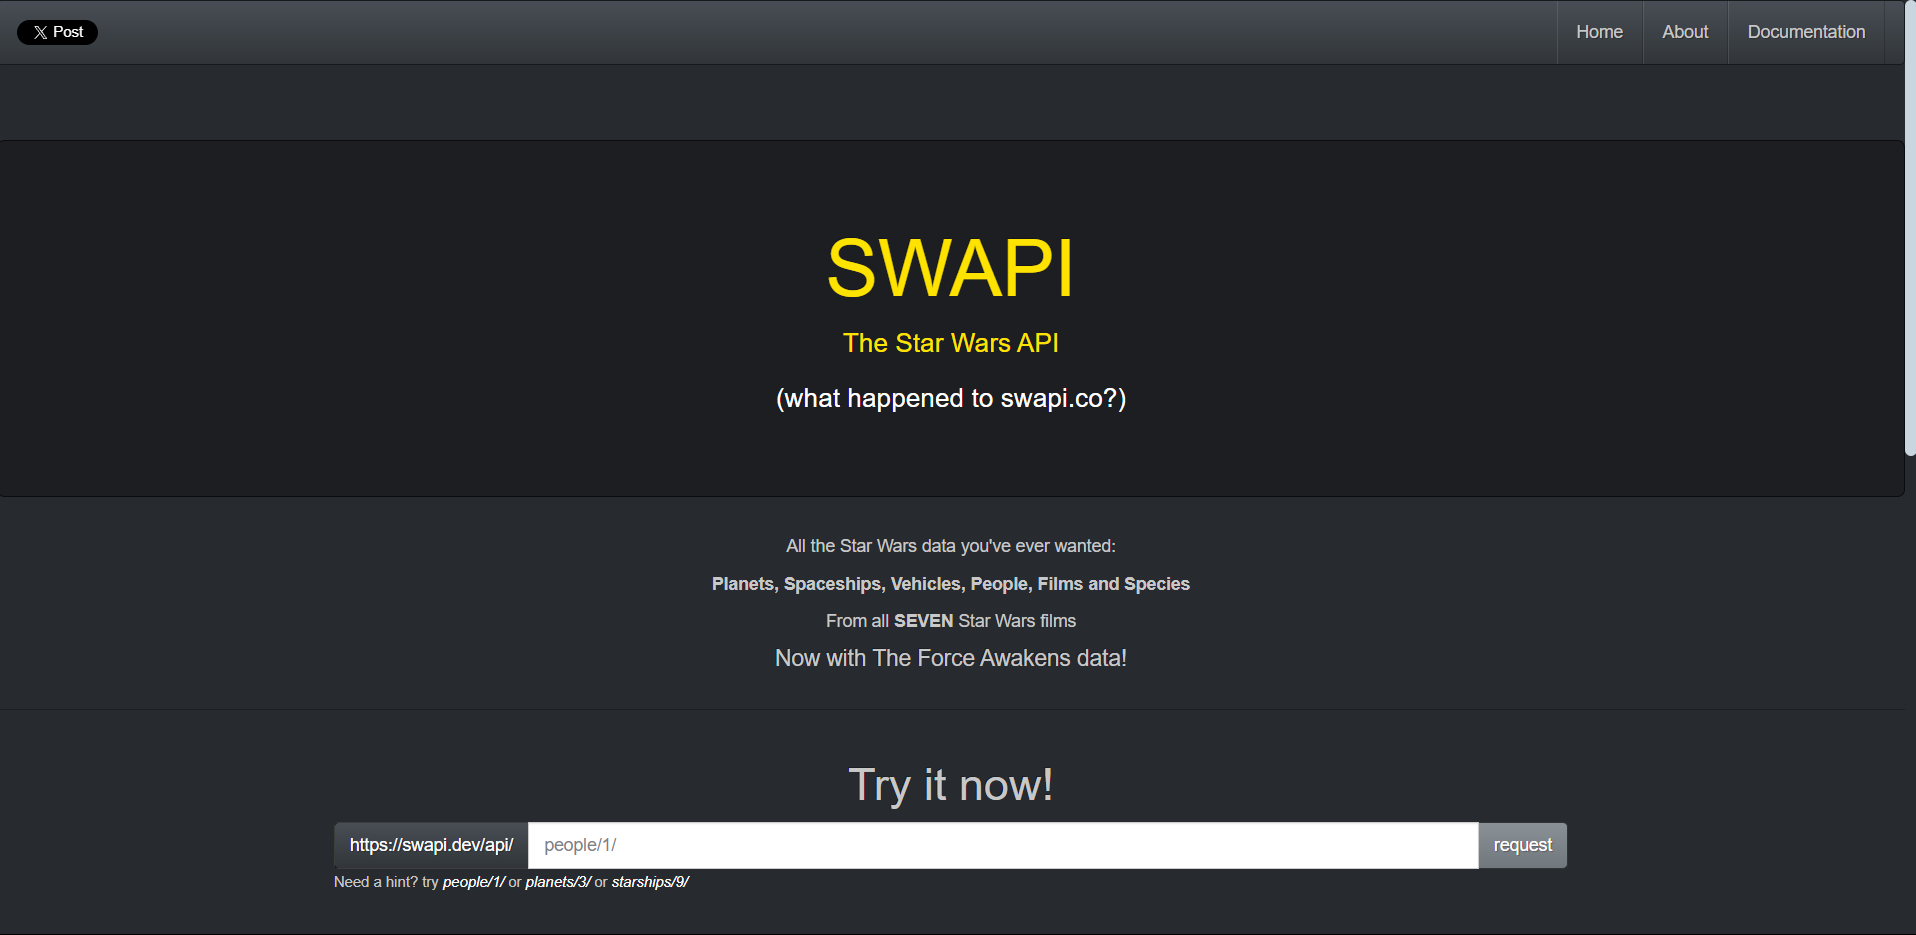 Post
Home
About
Documentation
SWAPI
The Star Wars API
(what happened to swapi.co?)
All the Star Wars data you've ever wanted:
Planets, Spaceships, Vehicles, People, Films and Species
From all SEVEN Star Wars films
Now with The Force Awakens data!
Try it now!
https://swapi.dev/api/ people/1/ request
Need a hint? try people/1/ or planets/3/ or starships/9/